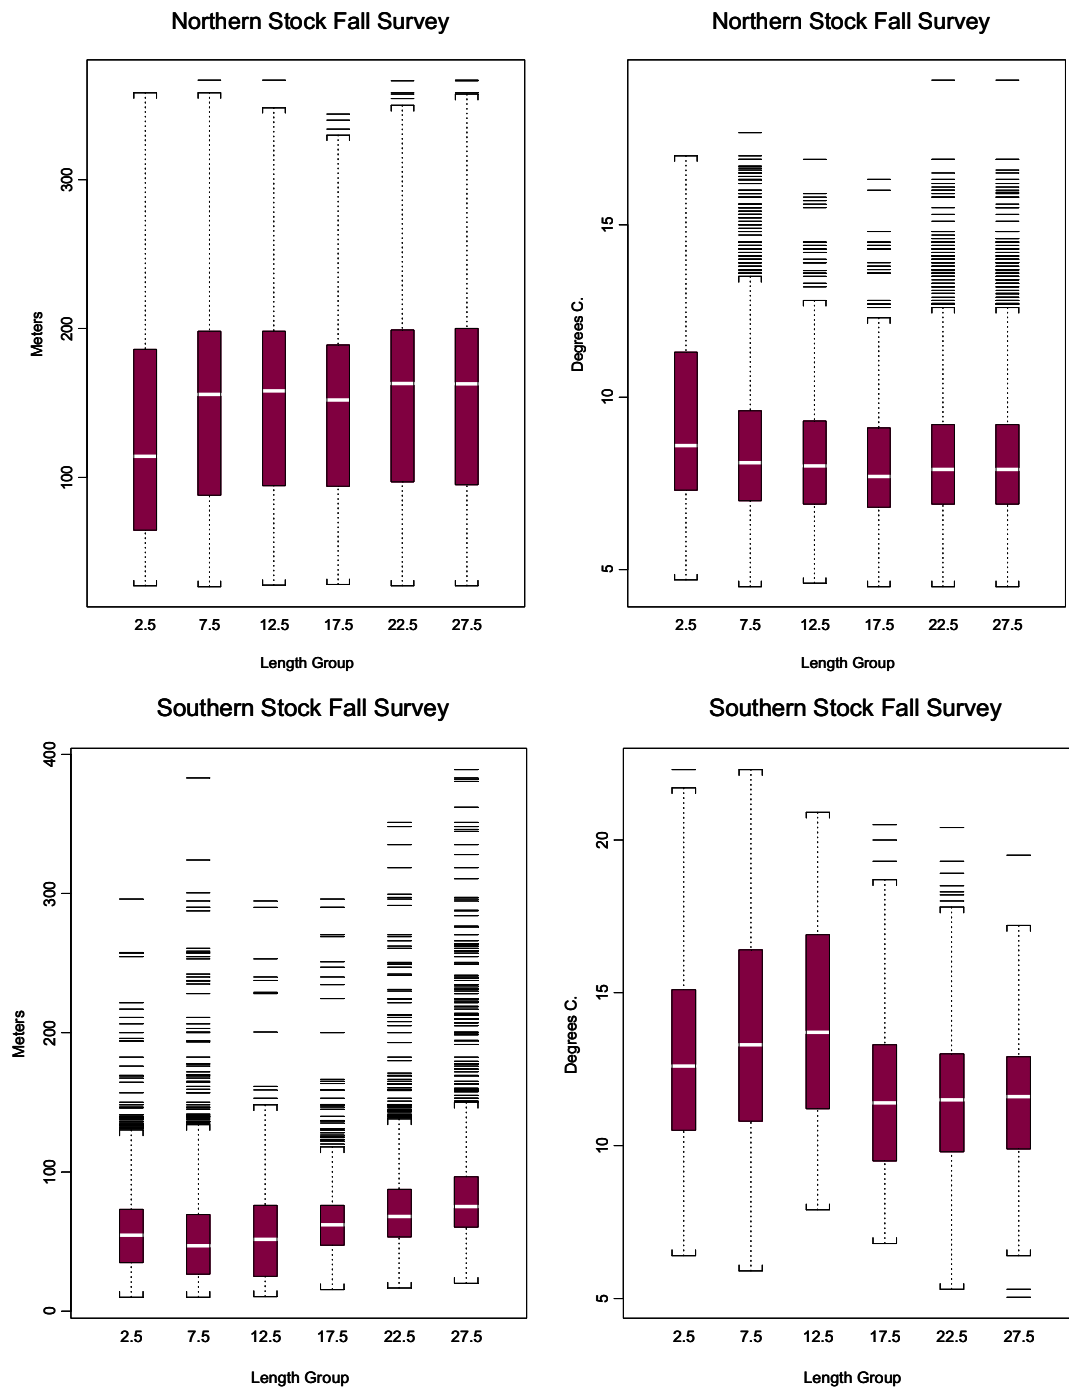 Northern Stock Fall Survey
Meters
300
200
100
2.5 7.5 12.5 17.5 22.5 27.5
Length Group
Northern Stock Fall Survey
Degrees C.
15
10
5
2.5 7.5 12.5 17.5 22.5 27.5
Length Group
Southern Stock Fall Survey
Meters
400
300
200
100
0
2.5 7.5 12.5 17.5 22.5 27.5
Length Group
Southern Stock Fall Survey
Degrees C.
20
15
10
5
2.5 7.5 12.5 17.5 22.5 27.5
Length Group